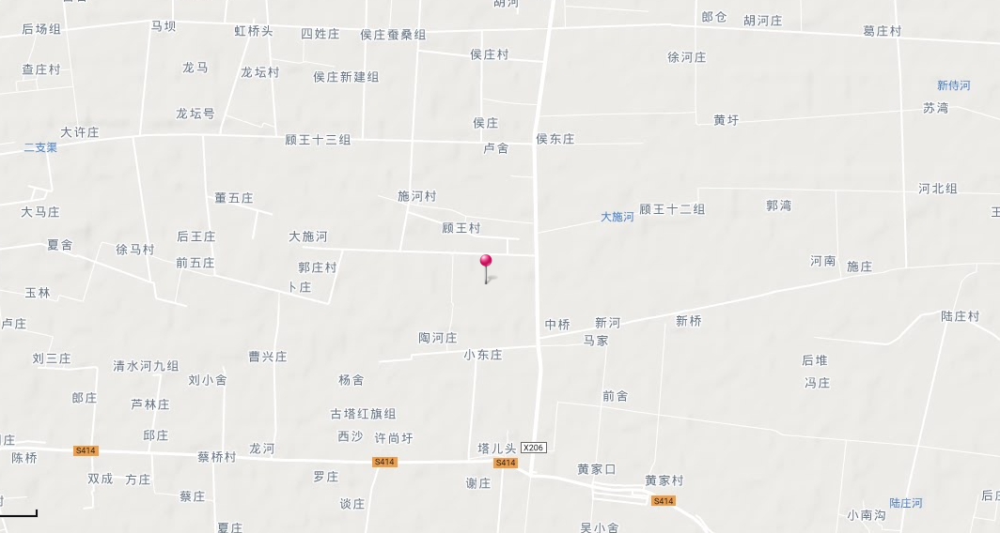 胡河
郎仓
胡河庄
后场组
马坝
虹桥头
四姓庄
侯庄蚕桑组
葛庄村
侯庄村
徐河庄
查庄村
龙马
龙坛村
侯庄新建组
新侍河
苏湾
龙坛号
侯庄
黄圩
大许庄
顾王十三组
侯东庄
二支渠
卢舍
河北组
董五庄
施河村
郭湾
大马庄
大施河
顾王十二组
王
顾王村
后王庄
大施河
夏舍
徐马村
前五庄
郭庄村
河南
施庄
卜庄
玉林
陆庄村
卢庄
中桥
新河
新桥
陶河庄
马家
刘三庄
清水河九组
曹兴庄
小东庄
后堆
刘小舍
杨舍
冯庄
郎庄
芦林庄
前舍
古塔红旗组
邱庄
西沙
许尚圩
庄
龙河
塔儿头
X206
S414
陈桥
蔡桥村
S414
S414
黄家口
双成
方庄
罗庄
谢庄
黄家村
蔡庄
谈庄
S414
后庄
陆庄河
小南沟
夏庄
吴小舍